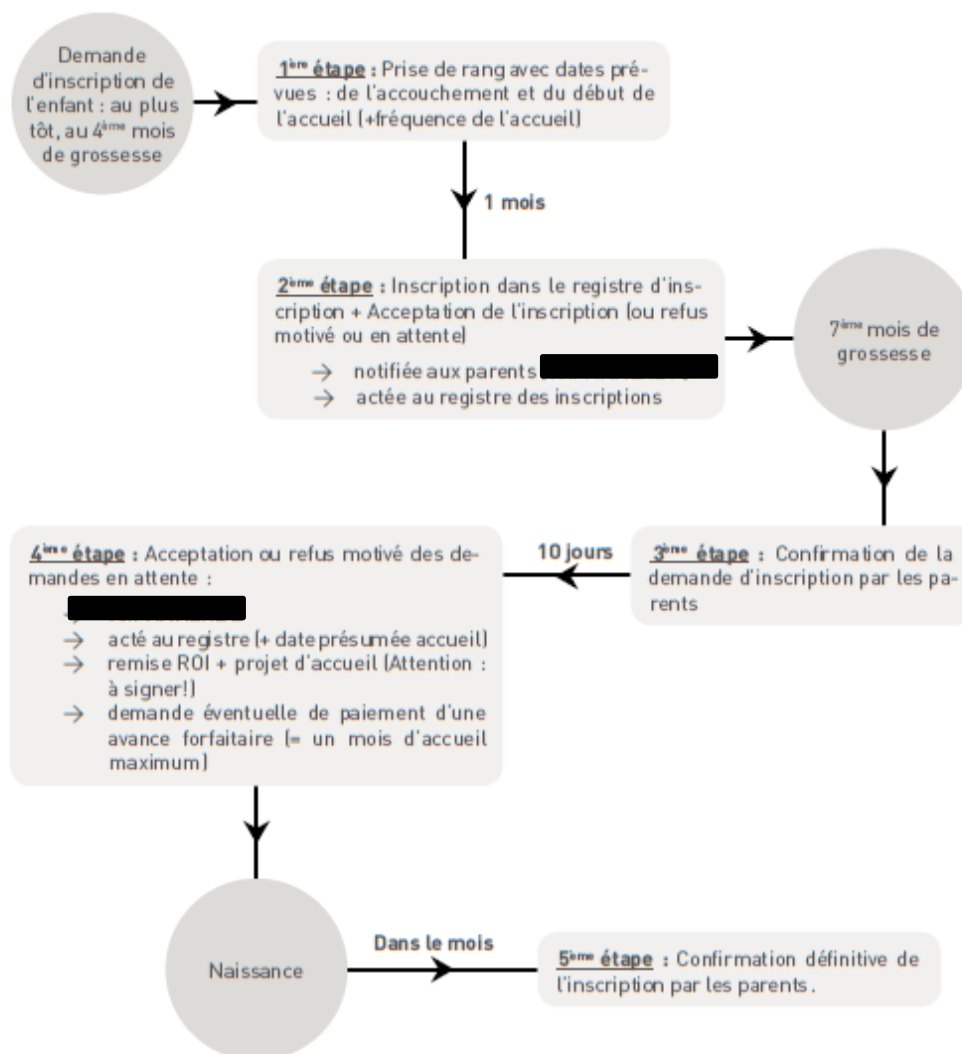 Demande
d'inscription de
l'enfant : au plus
tôt, au 4ème mois
de grossesse
1ère étape : Prise de rang avec dates pré-
vues : de l'accouchement et du début de
l'accueil (+fréquence de l'accueil)
1 mois
2ème étape : Inscription dans le registre d'ins-
cription + Acceptation de l'inscription (ou refus
motivé ou en attente)
→ notifiée aux parents
→ actée au registre des inscriptions
7ème mois de
grossesse
3ème étape : Confirmation de la
demande d'inscription par les pa-
rents
10 jours
4ème étape : Acceptation ou refus motivé des de-
mandes en attente :
→ acté au registre (+ date présumée accueil)
→ remise ROI + projet d'accueil (Attention :
à signer!)
→ demande éventuelle de paiement d'une
avance forfaitaire (= un mois d'accueil
maximum)
Naissance
Dans le mois
5ème étape : Confirmation définitive de
l'inscription par les parents.